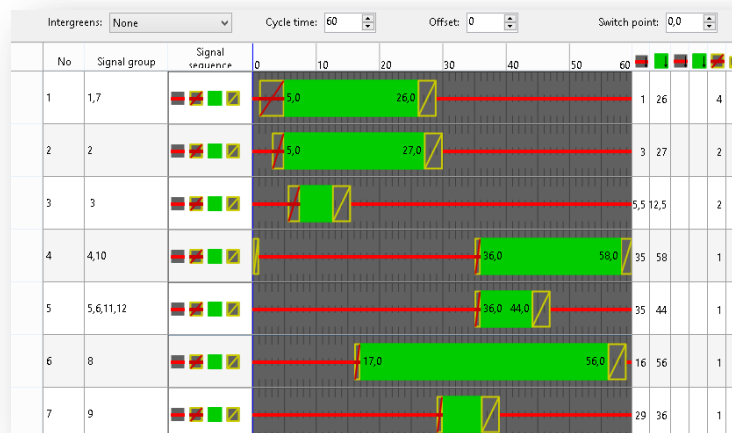 Intergreens: None Cycle time: 60 Offset: 0 Switch point: 0,0
No Signal group Signal sequence 0 10 20 30 40 50 60
1 1,7 5,0 26,0 1 26 4
2 2 5,0 27,0 3 27 2
3 3 5,5 12,5 2
4 4,10 36,0 58,0 35 58 1
5 5,6,11,12 36,0 44,0 35 44 1
6 8 17,0 56,0 16 56 1
7 9 29 36 1